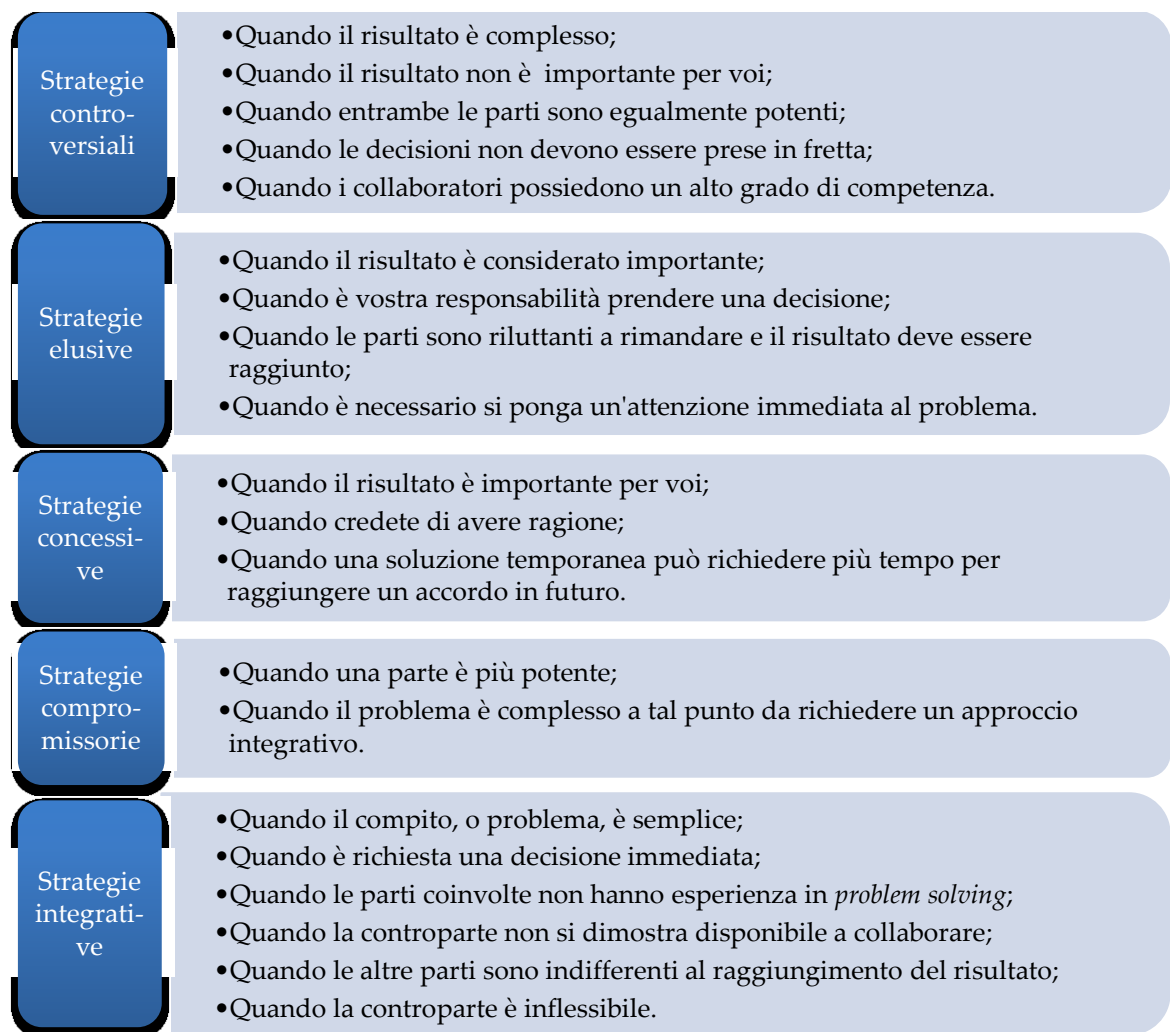 Strategie
contro-
versiali
•Quando il risultato è complesso;
•Quando il risultato non è importante per voi;
•Quando entrambe le parti sono egualmente potenti;
•Quando le decisioni non devono essere prese in fretta;
•Quando i collaboratori possiedono un alto grado di competenza.
Strategie
elusive
•Quando il risultato è considerato importante;
•Quando è vostra responsabilità prendere una decisione;
•Quando le parti sono riluttanti a rimandare e il risultato deve essere
raggiunto;
•Quando è necessario si ponga un'attenzione immediata al problema.
Strategie
concessi-
ve
•Quando il risultato è importante per voi;
•Quando credete di avere ragione;
•Quando una soluzione temporanea può richiedere più tempo per
raggiungere un accordo in futuro.
Strategie
compro-
missorie
•Quando una parte è più potente;
•Quando il problema è complesso a tal punto da richiedere un approccio
integrativo.
Strategie
integrati-
ve
•Quando il compito, o problema, è semplice;
•Quando è richiesta una decisione immediata;
•Quando le parti coinvolte non hanno esperienza in problem solving;
•Quando la controparte non si dimostra disponibile a collaborare;
•Quando le altre parti sono indifferenti al raggiungimento del risultato;
•Quando la controparte è inflessibile.